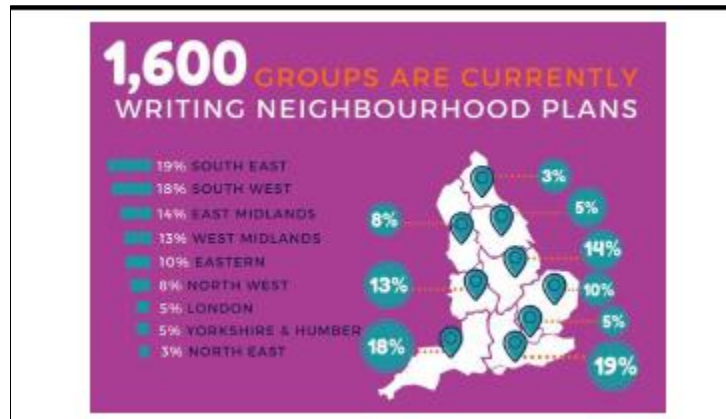 1,600 GROUPS ARE CURRENTLY
WRITING NEIGHBOURHOOD PLANS
19% SOUTH EAST
18% SOUTH WEST
14% EAST MIDLANDS
13% WEST MIDLANDS
10% EASTERN
8% NORTH WEST
5% LONDON
5% YORKSHIRE & HUMBER
3% NORTH EAST
3%
5%
8%
14%
13%
10%
5%
18%
19%